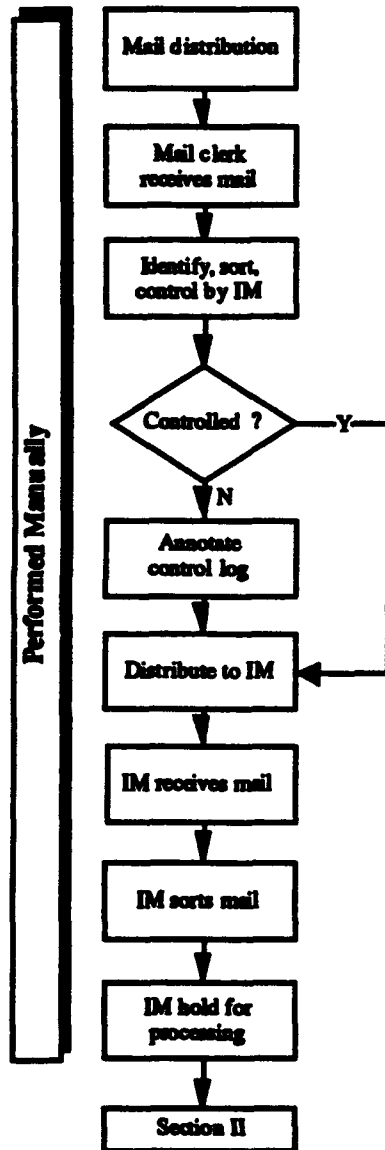 Mail distribution
Mail clerk
receives mail
Identify, sort,
control by IM
Controlled ?
Y
N
Annotate
control log
Distribute to IM
IM receives mail
IM sorts mail
IM hold for
processing
Section II
Performed Manually